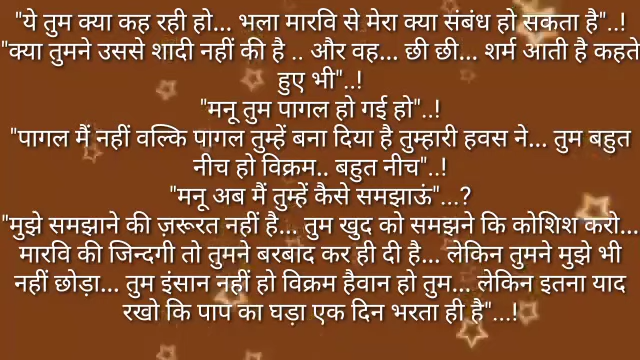 "ये तुम क्या कह रही हो... भला मारवि से मेरा क्या संबंध हो सकता है"..!
"क्या तुमने उससे शादी नहीं की है .. और वह... छी छी... शर्म आती है कहते
हुए भी"..!
"मनू तुम पागल हो गई हो"..!
"पागल मैं नहीं वल्कि पागल तुम्हें बना दिया है तुम्हारी हवस ने... तुम बहुत
नीच हो विक्रम.. बहुत नीच"..!
"मनू अब मैं तुम्हें कैसे समझाऊं"...?
"मुझे समझाने की ज़रूरत नहीं है... तुम खुद को समझने कि कोशिश करो...
मारवि की जिन्दगी तो तुमने बरबाद कर ही दी है... लेकिन तुमने मुझे भी
नहीं छोड़ा... तुम इंसान नहीं हो विक्रम हैवान हो तुम... लेकिन इतना याद
रखो कि पाप का घड़ा एक दिन भरता ही है"...!